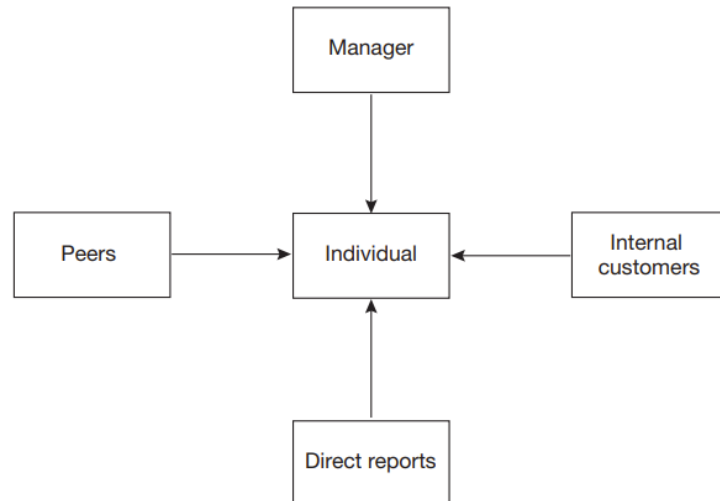 Manager
Peers
Individual
Internal
customers
Direct reports